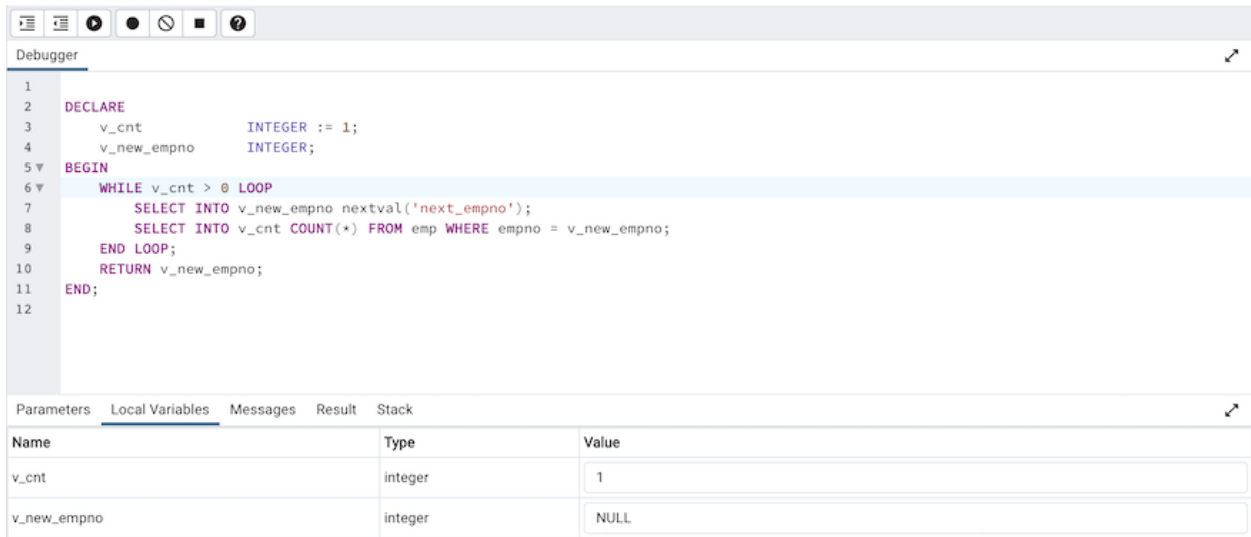 Debugger
1
2 DECLARE
3 v_cnt INTEGER := 1;
4 v_new_empno INTEGER;
5 BEGIN
6 WHILE v_cnt > 0 LOOP
7 SELECT INTO v_new_empno nextval('next_empno');
8 SELECT INTO v_cnt COUNT(*) FROM emp WHERE empno = v_new_empno;
9 END LOOP;
10 RETURN v_new_empno;
11 END;
12
Parameters Local Variables Messages Result Stack
Name Type Value
v_cnt integer 1
v_new_empno integer NULL